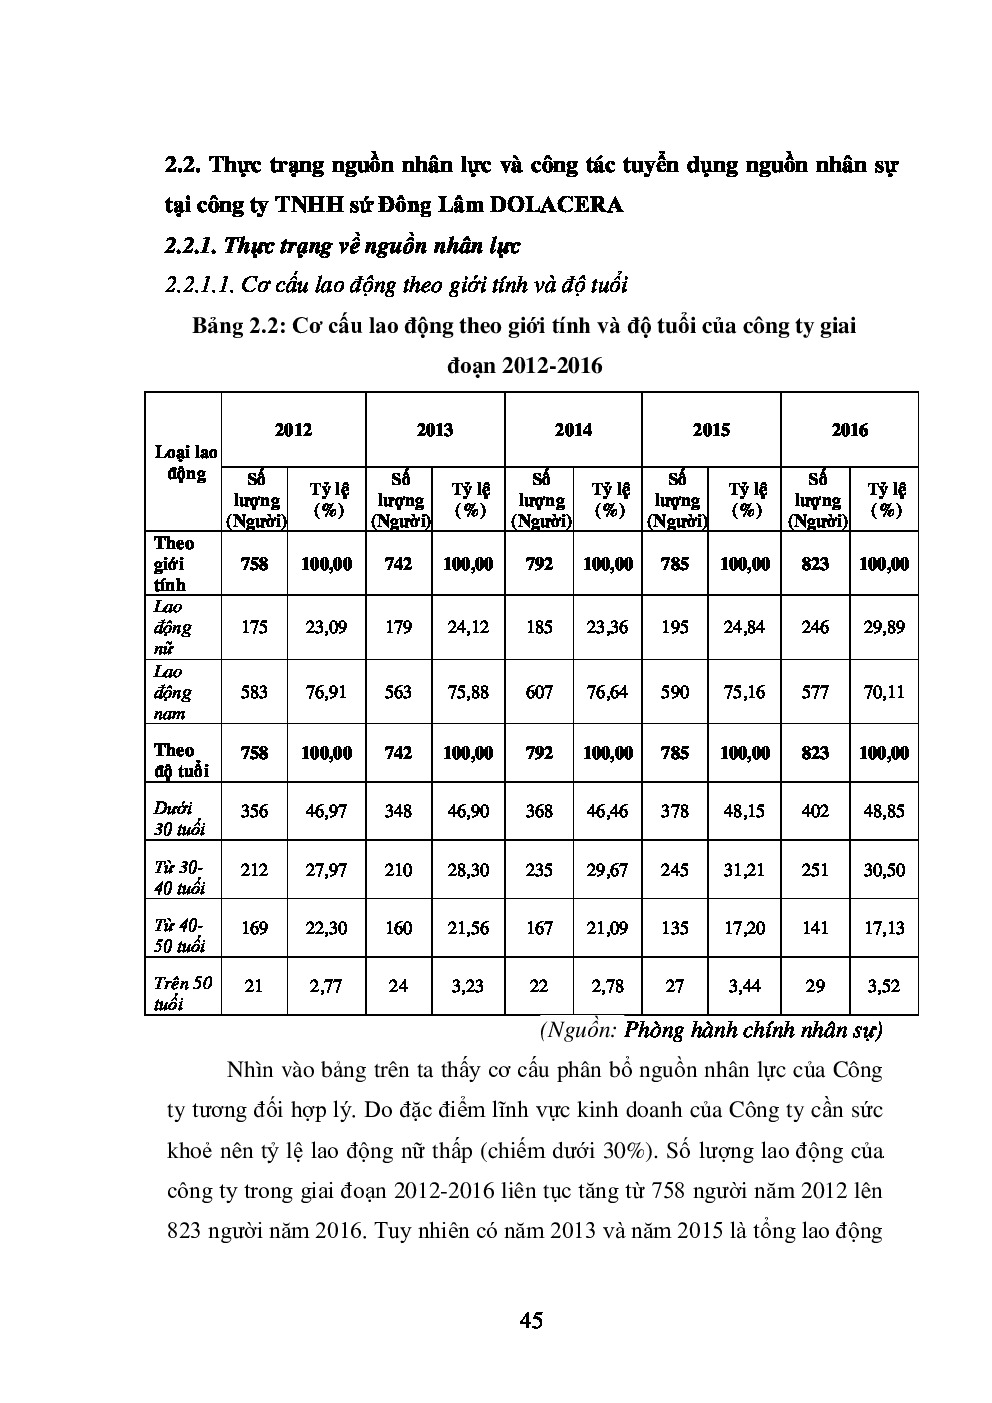 2.2. Thực trạng nguồn nhân lực và công tác tuyển dụng nguồn nhân sự
tại công ty TNHH sứ Đông Lâm DOLACERA
2.2.1. Thực trạng về nguồn nhân lực
2.2.1.1. Cơ cấu lao động theo giới tính và độ tuổi
Bảng 2.2: Cơ cấu lao động theo giới tính và độ tuổi của công ty giai
đoạn 2012-2016
Loại lao
động
2012 2013 2014 2015 2016
Số Tỷ lệ Số Tỷ lệ Số Tỷ lệ Số Tỷ lệ Số Tỷ lệ
lượng (%) lượng (%) lượng (%) lượng (%) lượng (%)
(Người) (Người) (Người) (Người) (Người)
Theo
giới 758 100,00 742 100,00 792 100,00 785 100,00 823 100,00
tính
Lao
động 175 23,09 179 24,12 185 23,36 195 24,84 246 29,89
nữ
Lao
động 583 76,91 563 75,88 607 76,64 590 75,16 577 70,11
nam
Theo 758 100,00 742 100,00 792 100,00 785 100,00 823 100,00
độ tuổi
Dưới 356 46,97 348 46,90 368 46,46 378 48,15 402 48,85
30 tuổi
Từ 30- 212 27,97 210 28,30 235 29,67 245 31,21 251 30,50
40 tuổi
Từ 40- 169 22,30 160 21,56 167 21,09 135 17,20 141 17,13
50 tuổi
Trên 50 21 2,77 24 3,23 22 2,78 27 3,44 29 3,52
tuổi
(Nguồn: Phòng hành chính nhân sự)
Nhìn vào bảng trên ta thấy cơ cấu phân bổ nguồn nhân lực của Công
ty tương đối hợp lý. Do đặc điểm lĩnh vực kinh doanh của Công ty cần sức
khoẻ nên tỷ lệ lao động nữ thấp (chiếm dưới 30%). Số lượng lao động của
công ty trong giai đoạn 2012-2016 liên tục tăng từ 758 người năm 2012 lên
823 người năm 2016. Tuy nhiên có năm 2013 và năm 2015 là tổng lao động
45